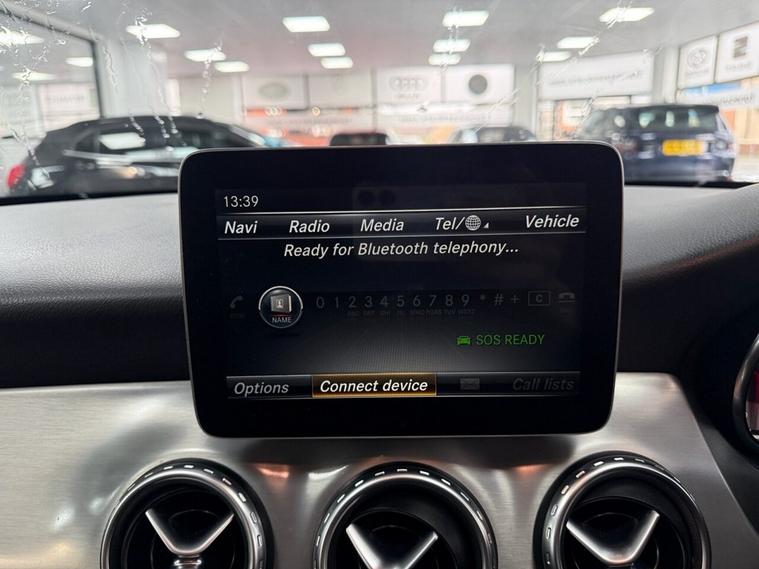 13:39
Navi Radio Media Tel/ Vehicle
Ready for Bluetooth telephony...
0 1 2 3 4 5 6 7 8 9 * # + C
NAME
SOS READY
Options Connect device Call lists